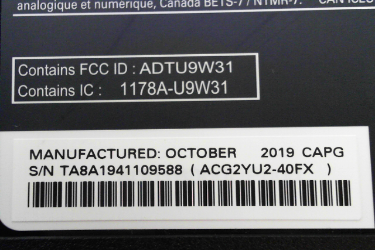 analogique et numérique, Canada BETS-7 / NTMR-7.
Contains FCC ID : ADTU9W31
Contains IC : 1178A-U9W31
MANUFACTURED: OCTOBER 2019 CAPG
S/N TA8A1941109588 ( ACG2YU2-40FX )